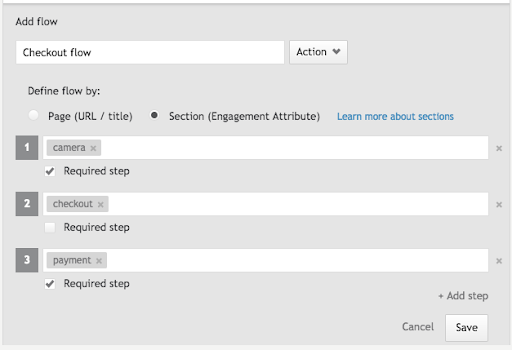 Add flow
Checkout flow Action
Define flow by:
Page (URL / title) Section (Engagement Attribute) Learn more about sections
1 camera × ×
Required step
2 checkout × ×
Required step
3 payment × ×
Required step
+ Add step
Cancel Save